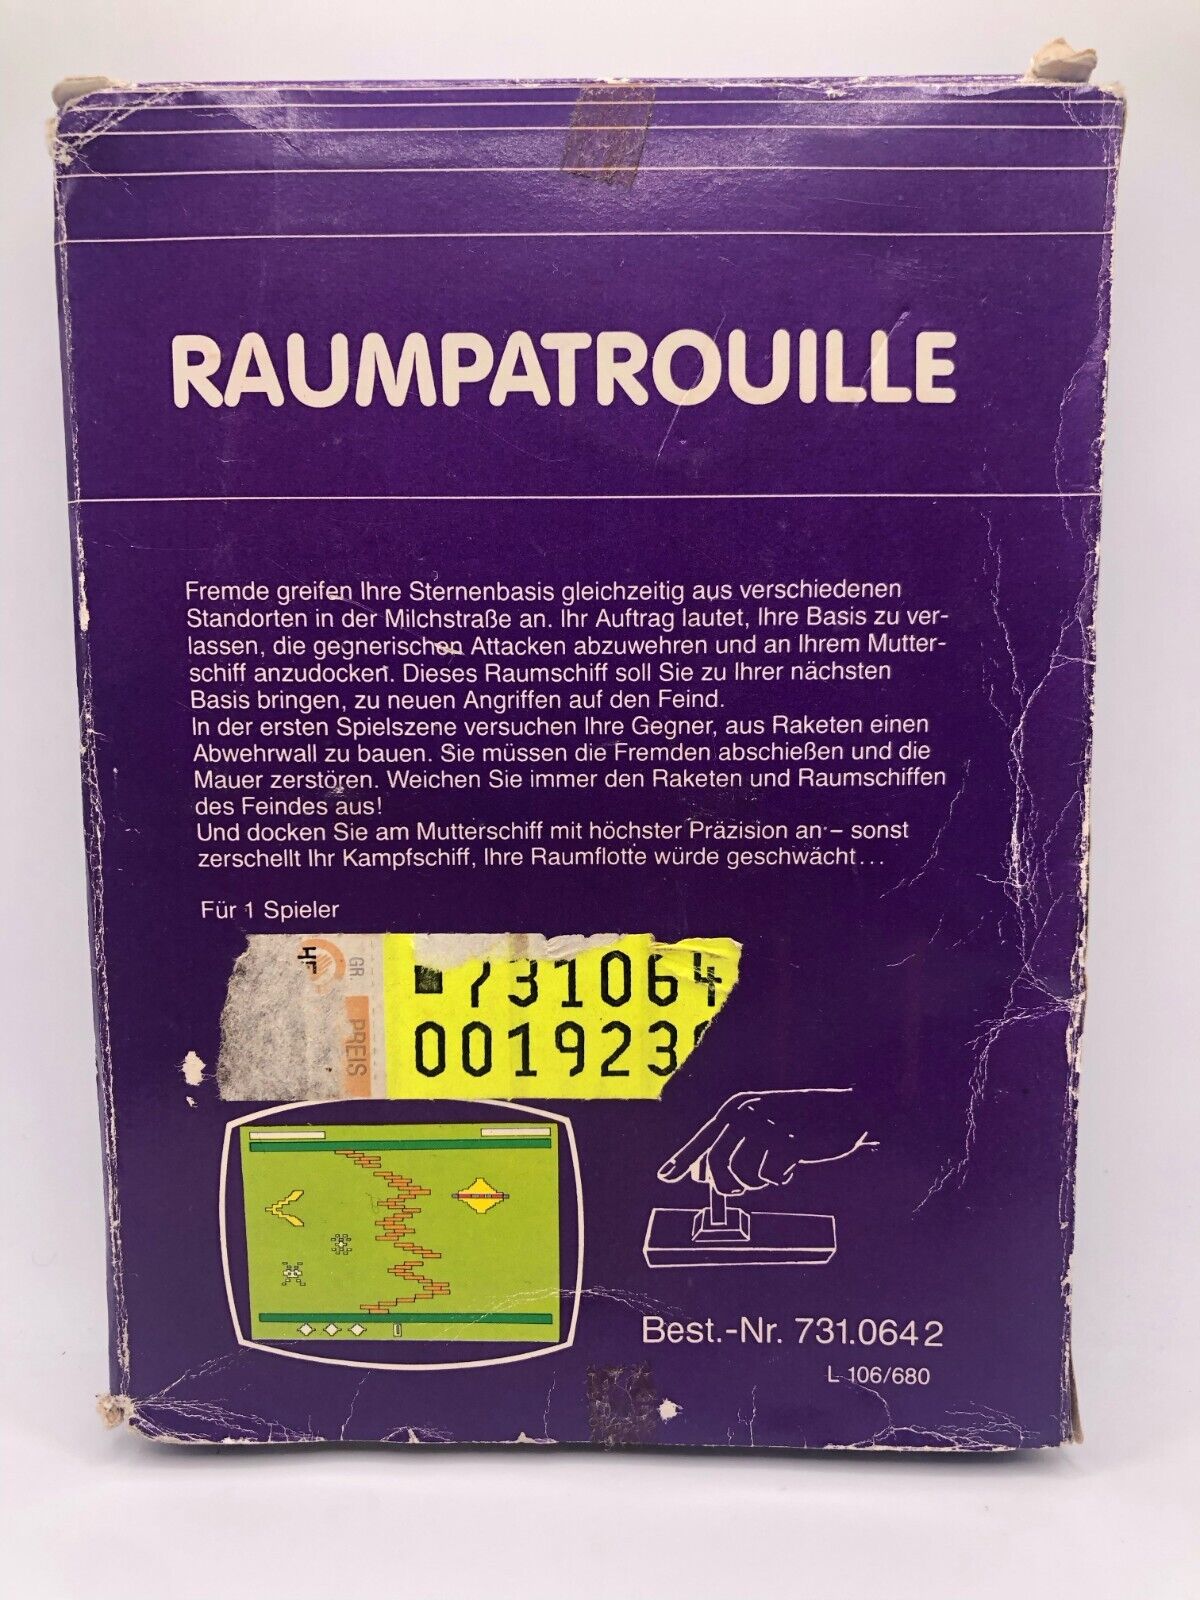 RAUMPATROUILLE
Fremde greifen Ihre Sternenbasis gleichzeitig aus verschiedenen
Standorten in der Milchstraße an. Ihr Auftrag lautet, Ihre Basis zu ver-
lassen, die gegnerischen Attacken abzuwehren und an Ihrem Mutter-
schiff anzudocken. Dieses Raumschiff soll Sie zu Ihrer nächsten
Basis bringen, zu neuen Angriffen auf den Feind.
In der ersten Spielszene versuchen Ihre Gegner, aus Raketen einen
Abwehrwall zu bauen. Sie müssen die Fremden abschießen und die
Mauer zerstören. Weichen Sie immer den Raketen und Raumschiffen
des Feindes aus!
Und docken Sie am Mutterschiff mit höchster Präzision an – sonst
zerschellt Ihr Kampfschiff, Ihre Raumflotte würde geschwächt...
Für 1 Spieler
HF
GR.
PREIS
731064
001923
Best.-Nr. 731.0642
L 106/680